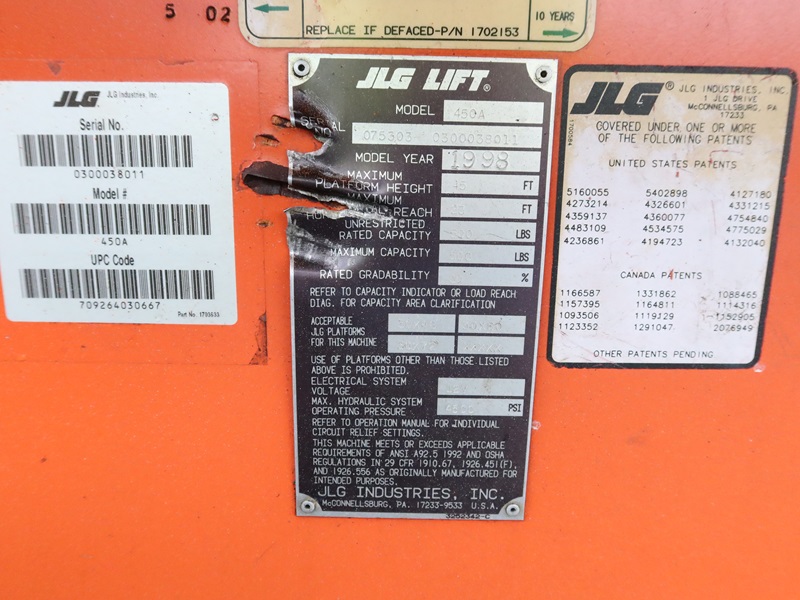 5 02
10 YEARS
REPLACE IF DEFACED-P/N 1702153
JLG JLG Industries, Inc.
Serial No.
0300038011
Model #
450A
UPC Code
709264030667
Part No. 1703633
JLG LIFT®
MODEL 450A
SERIAL 075303 0300038011
MODEL YEAR 1998
MAXIMUM
PLATFORM HEIGHT 45 FT
MAXIMUM
REACH FT
UNRESTRICTED
RATED CAPACITY LBS
MAXIMUM CAPACITY LBS
RATED GRADABILITY %
REFER TO CAPACITY INDICATOR OR LOAD REACH
DIAG. FOR CAPACITY AREA CLARIFICATION
ACCEPTABLE
JLG PLATFORMS
FOR THIS MACHINE
USE OF PLATFORMS OTHER THAN THOSE LISTED
ABOVE IS PROHIBITED.
ELECTRICAL SYSTEM
VOLTAGE
MAX. HYDRAULIC SYSTEM
OPERATING PRESSURE PSI
REFER TO OPERATION MANUAL FOR INDIVIDUAL
CIRCUIT RELIEF SETTINGS.
THIS MACHINE MEETS OR EXCEEDS APPLICABLE
REQUIREMENTS OF ANSI A92.5 1992 AND OSHA
REGULATIONS IN 29 CFR 1910.67, 1926.451(F),
AND 1926.556 AS ORIGINALLY MANUFACTURED FOR
INTENDED PURPOSES.
JLG INDUSTRIES, INC.
McCONNELLSBURG, PA. 17233-9533 U.S.A.
3252342-C
JLG® JLG INDUSTRIES, INC.
1 JLG DRIVE
McCONNELLSBURG, PA
17233
1700584
COVERED UNDER ONE OR MORE
OF THE FOLLOWING PATENTS
UNITED STATES PATENTS
5160055 5402898 4127180
4273214 4326601 4331215
4359137 4360077 4754840
4483109 4534575 4775029
4236861 4194723 4132040
CANADA PATENTS
1166587 1331862 1088465
1157395 1164811 1114316
1093506 1119129 1152905
1123352 1291047 2076949
OTHER PATENTS PENDING